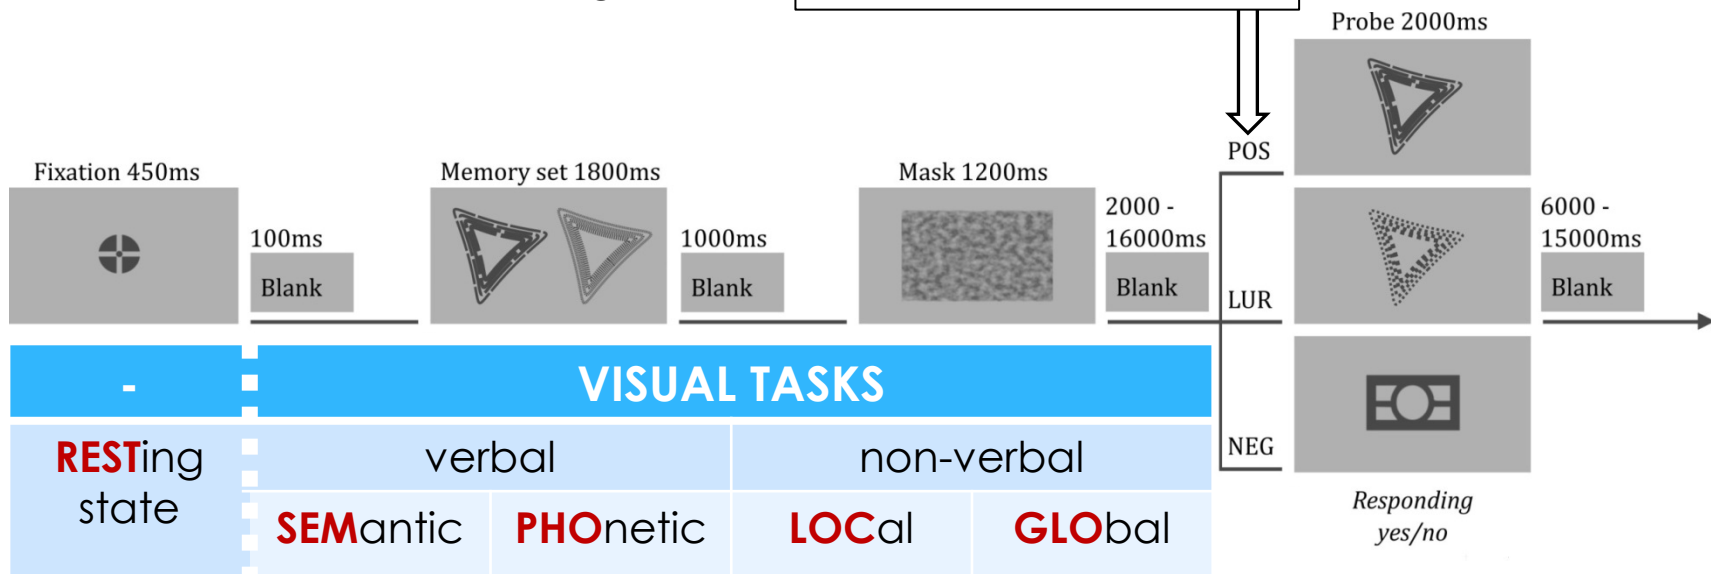 Probe 2000ms
POS
Fixation 450ms
Memory set 1800ms
Mask 1200ms
100ms
Blank
1000ms
Blank
2000 -
16000ms
Blank
LUR
6000 -
15000ms
Blank
NEG
Responding
yes/no
-
VISUAL TASKS
RESTing
state
verbal
non-verbal
SEMantic
PHOnetic
LOCal
GLObal